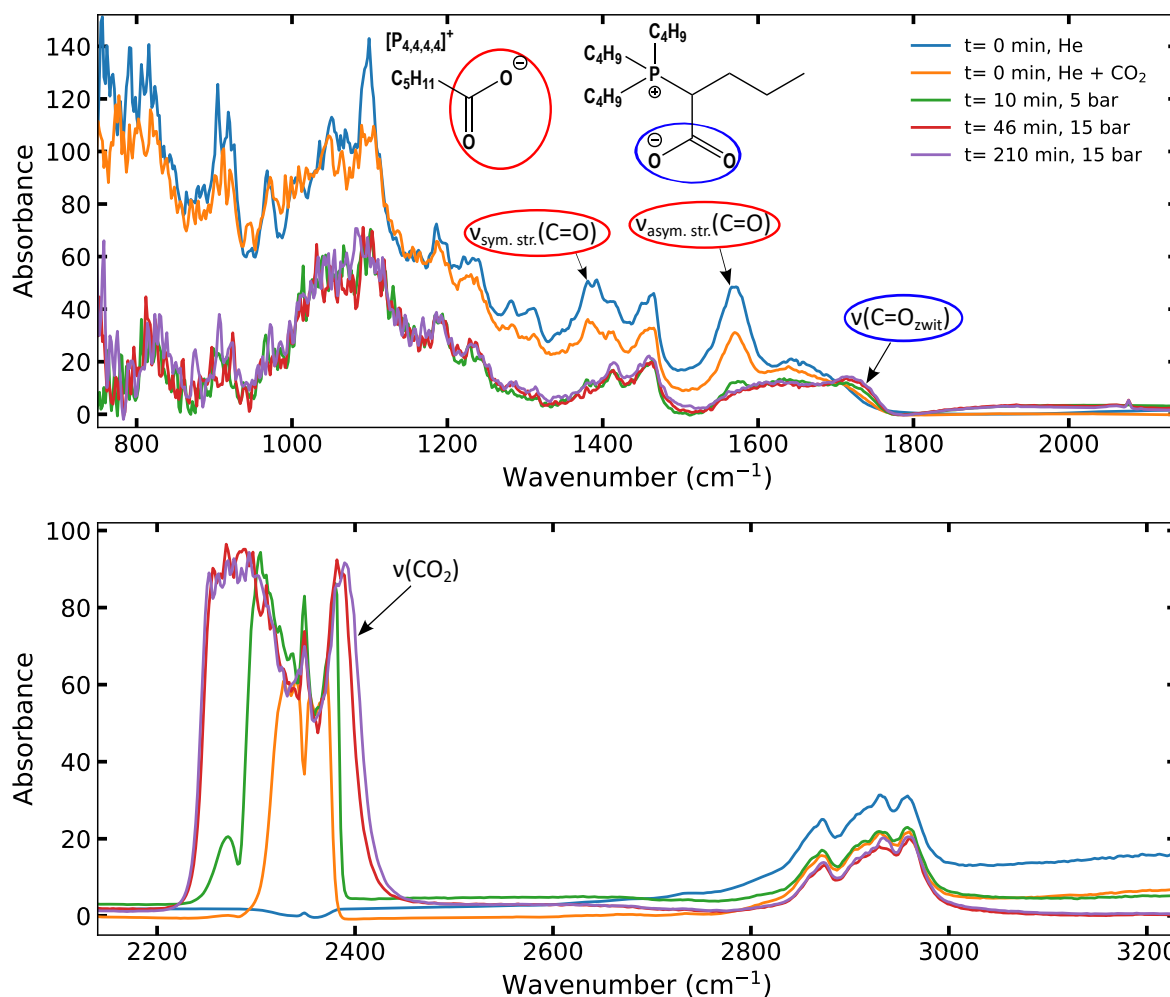 140
120
100
80
60
40
20
0
Absorbance
[P4,4,4,4]+
C5H11
O
⊖
O
C4H9
C4H9
P
⊕
C4H9
⊖
O
O
t= 0 min, He
t= 0 min, He + CO2
t= 10 min, 5 bar
t= 46 min, 15 bar
t= 210 min, 15 bar
νsym. str.(C=O)
νasym. str.(C=O)
ν(C=Ozwit)
800 1000 1200 1400 1600 1800 2000
Wavenumber (cm−1)
100
80
60
40
20
0
Absorbance
ν(CO2)
2200 2400 2600 2800 3000 3200
Wavenumber (cm−1)